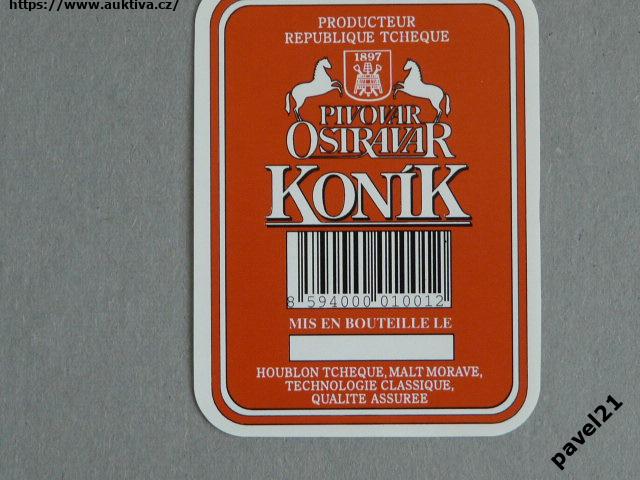 https://www.auktiva.cz/
PRODUCTEUR
REPUBLIQUE TCHEQUE
1897
PIVOVAR
OSTRAVAR
KONÍK
8 594000 010012
MIS EN BOUTEILLE LE
HOUBLON TCHEQUE, MALT MORAVE,
TECHNOLOGIE CLASSIQUE,
QUALITE ASSUREE
pavel21